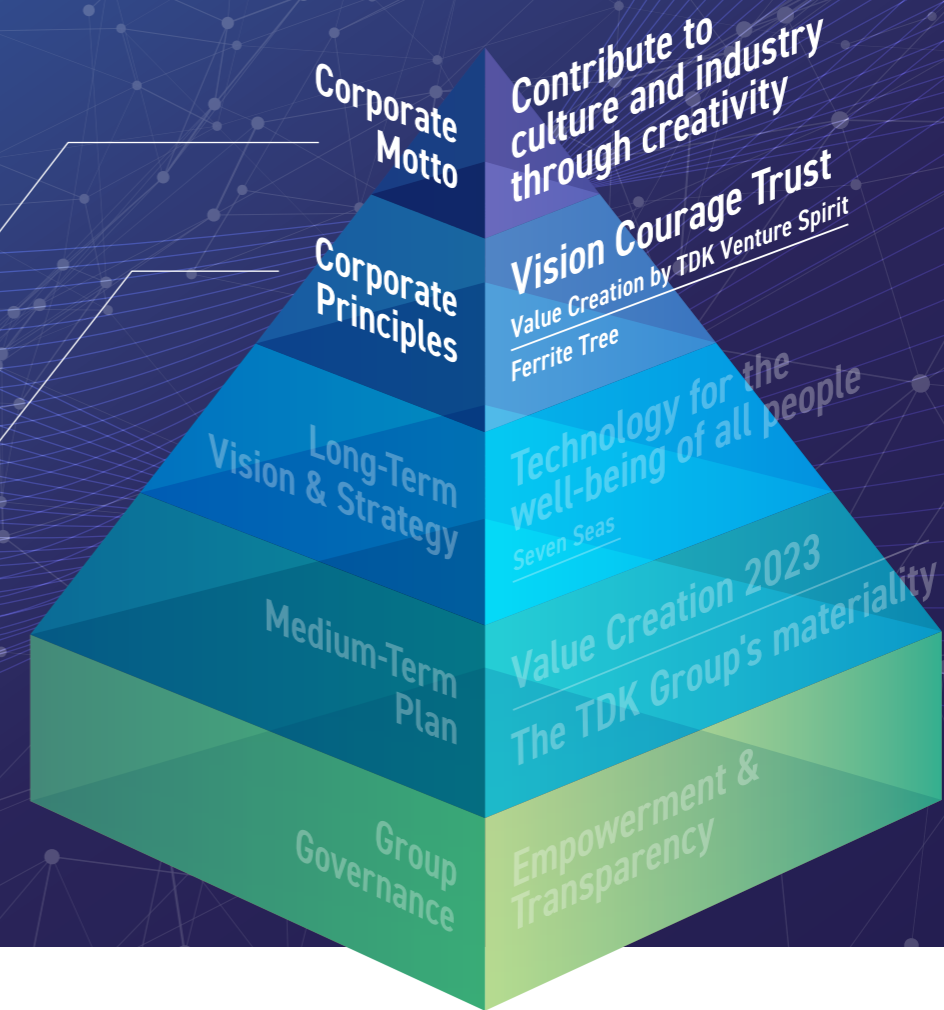 Corporate
Motto
Contribute to
culture and industry
through creativity
Corporate
Principles
Vision Courage Trust
Value Creation by TDK Venture Spirit
Ferrite Tree
Long-Term
Vision & Strategy
Technology for the
well-being of all people
Seven Seas
Medium-Term
Plan
Value Creation 2023
The TDK Group's materiality
Group
Governance
Empowerment &
Transparency